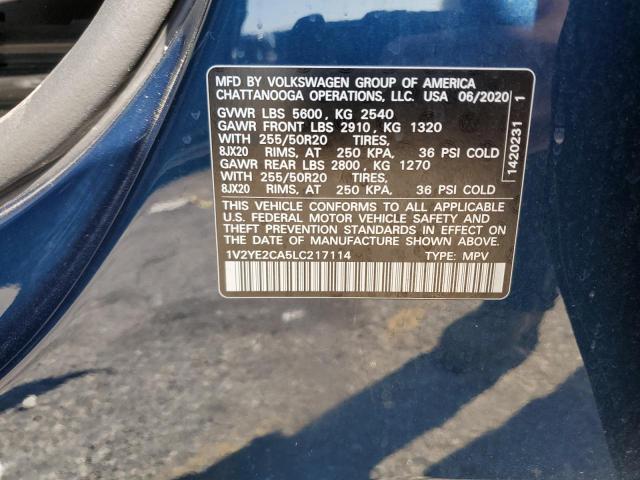 MFD BY VOLKSWAGEN GROUP OF AMERICA
CHATTANOOGA OPERATIONS, LLC. USA 06/2020
GVWR LBS 5600, KG 2540
GAWR FRONT LBS 2910, KG 1320
WITH 255/50R20 TIRES,
8JX20 RIMS, AT 250 KPA, 36 PSI COLD
GAWR REAR LBS 2800, KG 1270
WITH 255/50R20 TIRES,
8JX20 RIMS, AT 250 KPA, 36 PSI COLD
THIS VEHICLE CONFORMS TO ALL APPLICABLE
U.S. FEDERAL MOTOR VEHICLE SAFETY AND
THEFT PREVENTION STANDARDS IN EFFECT ON
THE DATE OF MANUFACTURE SHOWN ABOVE.
1V2YE2CA5LC217114 TYPE: MPV
1420231 1